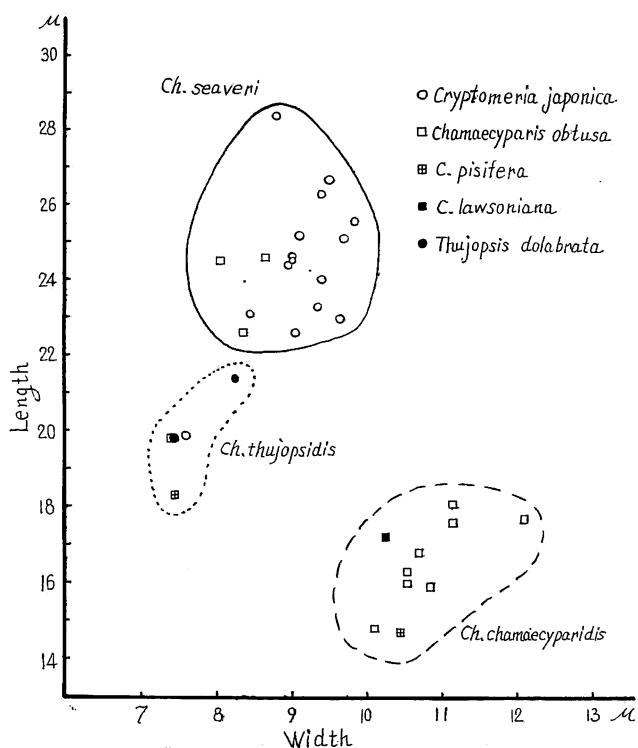 μ
30
28
26
24
22
20
18
16
14
Length
Ch. seaveri
Cryptomeria japonica
Chamaecyparis obtusa
C. pisifera
C. lawsoniana
Thujopsis dolabrata
Ch. thujopsidis
Ch. chamaecyparidis
7 8 9 10 11 12 13 μ
Width